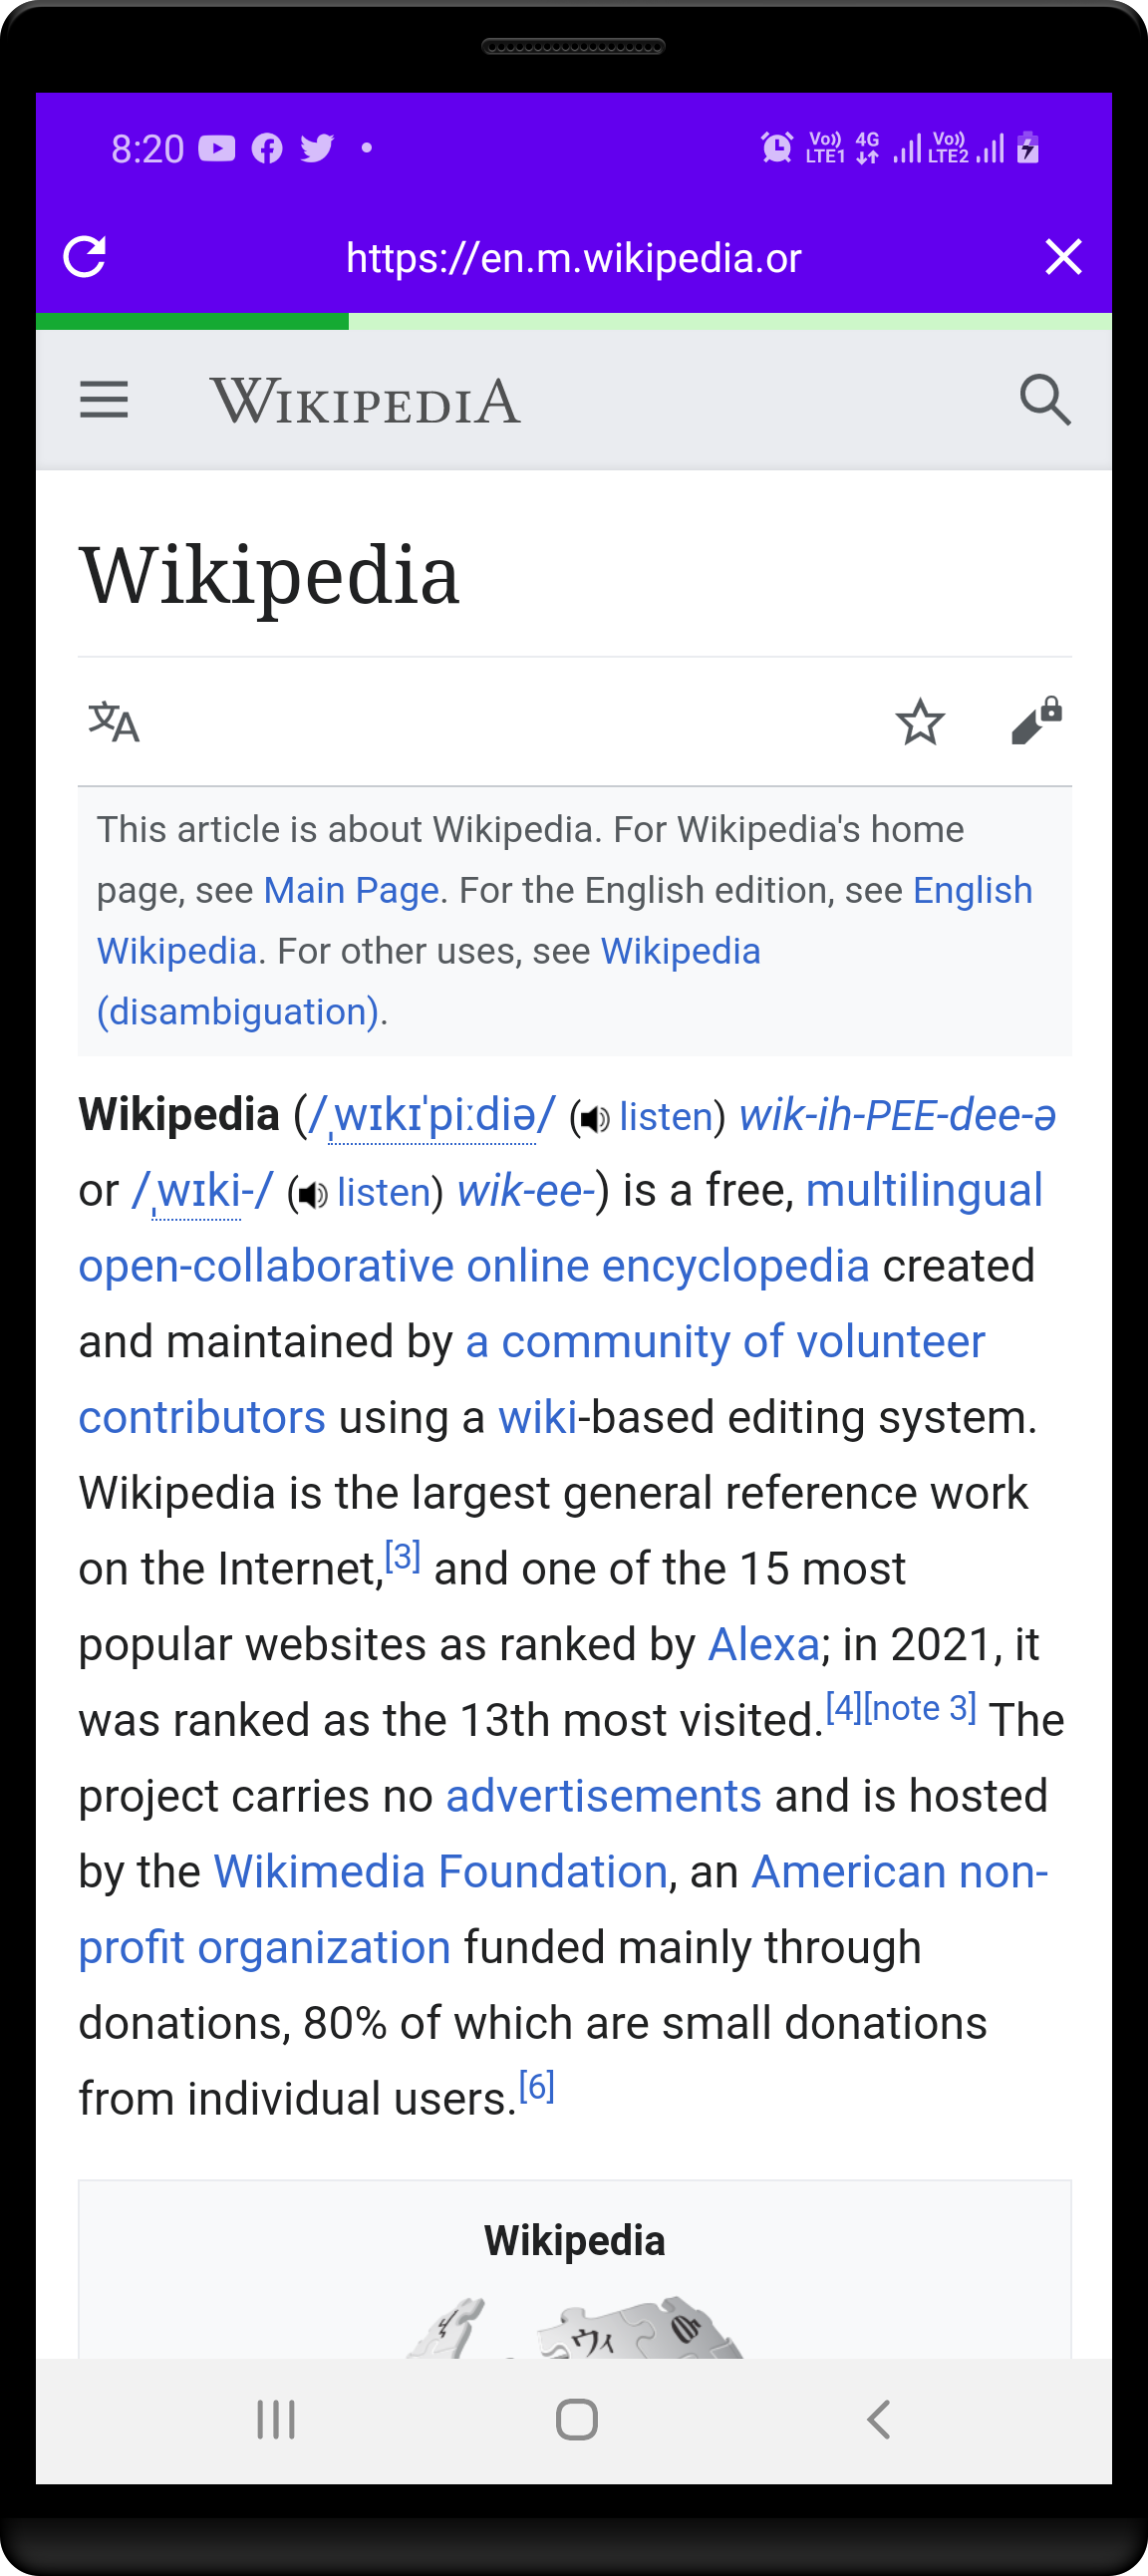 8:20
Vo)) LTE1 4G Vo)) LTE2
https://en.m.wikipedia.or
WIKIPEDIA
Wikipedia
文A
This article is about Wikipedia. For Wikipedia's home
page, see Main Page. For the English edition, see English
Wikipedia. For other uses, see Wikipedia
(disambiguation).
Wikipedia (/ˌwɪkɪˈpiːdiə/ (listen) wik-ih-PEE-dee-ə
or /ˌwɪki-/ (listen) wik-ee-) is a free, multilingual
open-collaborative online encyclopedia created
and maintained by a community of volunteer
contributors using a wiki-based editing system.
Wikipedia is the largest general reference work
on the Internet,[3] and one of the 15 most
popular websites as ranked by Alexa; in 2021, it
was ranked as the 13th most visited.[4][note 3] The
project carries no advertisements and is hosted
by the Wikimedia Foundation, an American non-
profit organization funded mainly through
donations, 80% of which are small donations
from individual users.[6]
Wikipedia
ウィ